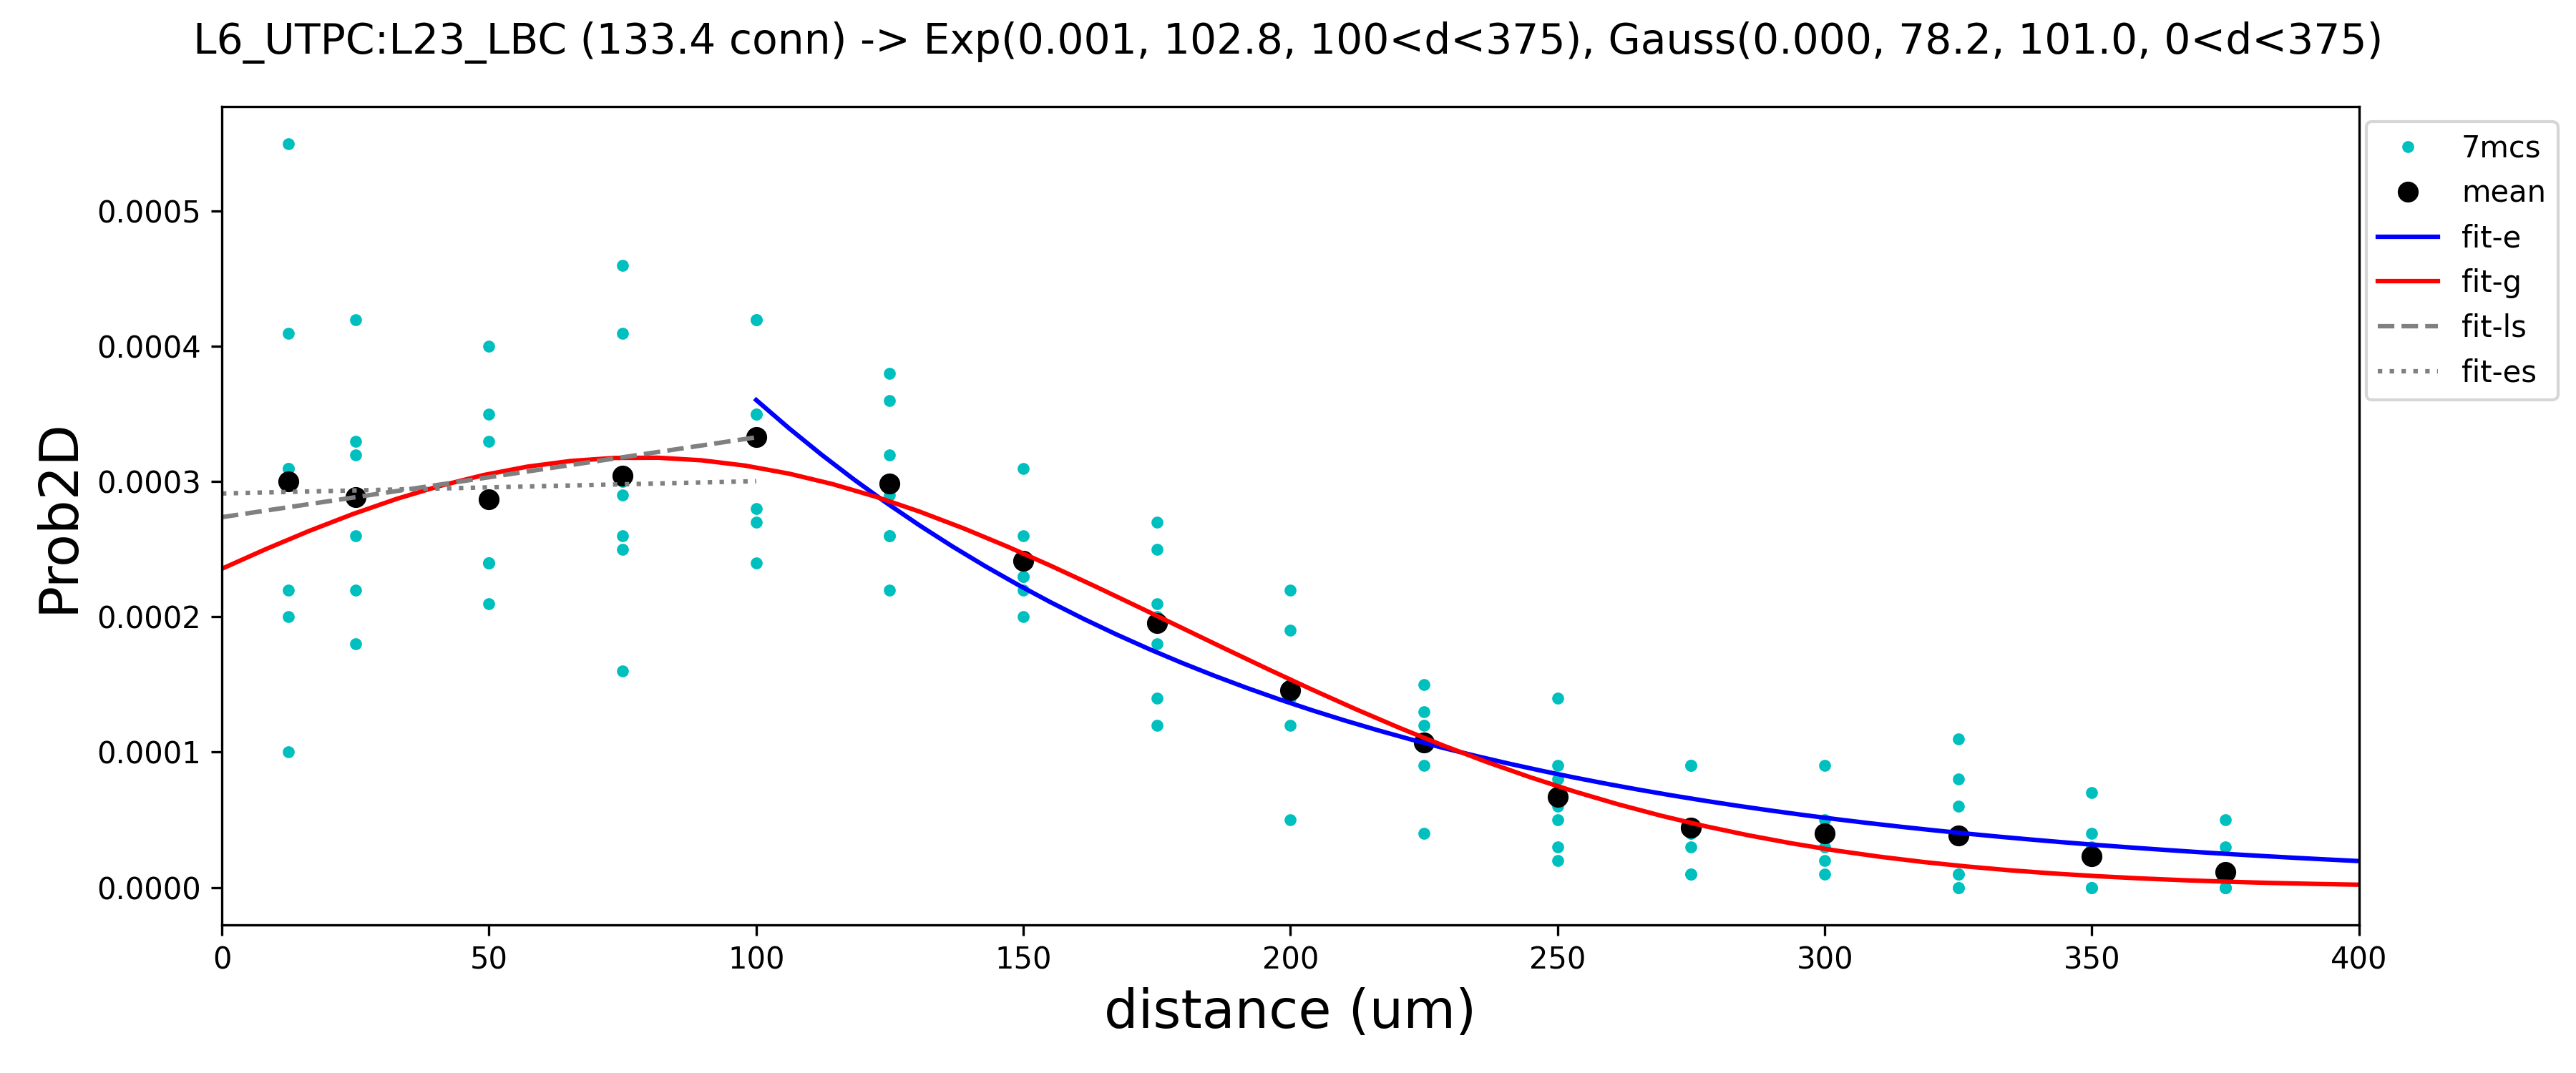 L6_UTPC:L23_LBC (133.4 conn) -> Exp(0.001, 102.8, 100<d<375), Gauss(0.000, 78.2, 101.0, 0<d<375)
7mcs
mean
fit-e
fit-g
fit-ls
fit-es
Prob2D
0.0005
0.0004
0.0003
0.0002
0.0001
0.0000
0 50 100 150 200 250 300 350 400
distance (um)